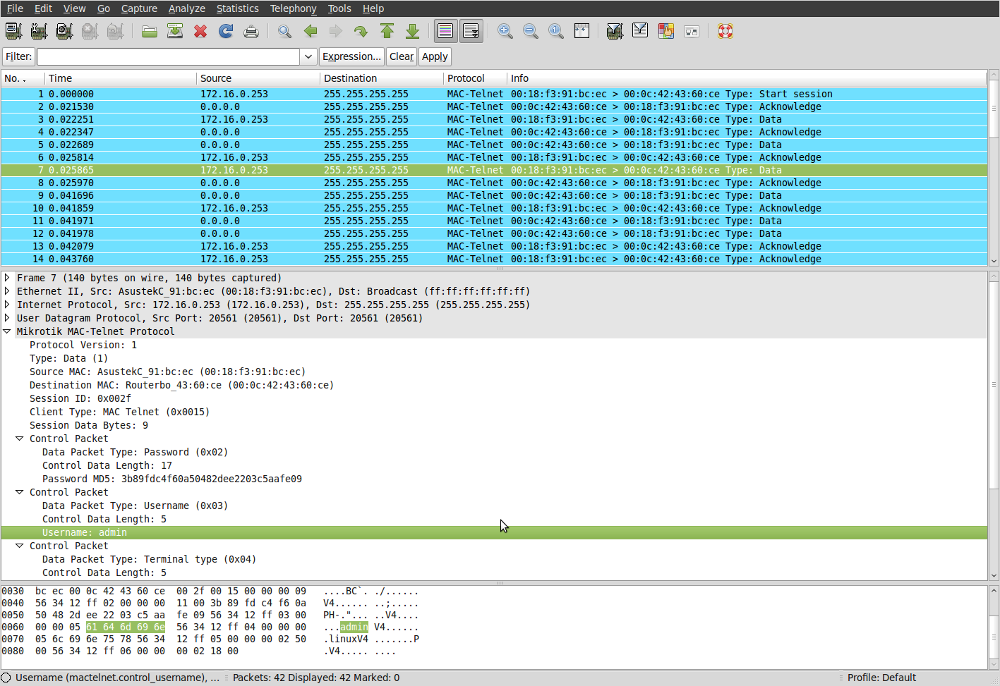 File Edit View Go Capture Analyze Statistics Telephony Tools Help
Filter: Expression... Clear Apply
No. . Time Source Destination Protocol Info
1 0.000000 172.16.0.253 255.255.255.255 MAC-Telnet 00:18:f3:91:bc:ec > 00:0c:42:43:60:ce Type: Start session
2 0.021530 0.0.0.0 255.255.255.255 MAC-Telnet 00:0c:42:43:60:ce > 00:18:f3:91:bc:ec Type: Acknowledge
3 0.022251 172.16.0.253 255.255.255.255 MAC-Telnet 00:18:f3:91:bc:ec > 00:0c:42:43:60:ce Type: Data
4 0.022347 0.0.0.0 255.255.255.255 MAC-Telnet 00:0c:42:43:60:ce > 00:18:f3:91:bc:ec Type: Acknowledge
5 0.022689 0.0.0.0 255.255.255.255 MAC-Telnet 00:0c:42:43:60:ce > 00:18:f3:91:bc:ec Type: Data
6 0.025814 172.16.0.253 255.255.255.255 MAC-Telnet 00:18:f3:91:bc:ec > 00:0c:42:43:60:ce Type: Acknowledge
7 0.025865 172.16.0.253 255.255.255.255 MAC-Telnet 00:18:f3:91:bc:ec > 00:0c:42:43:60:ce Type: Data
8 0.025970 0.0.0.0 255.255.255.255 MAC-Telnet 00:0c:42:43:60:ce > 00:18:f3:91:bc:ec Type: Acknowledge
9 0.041696 0.0.0.0 255.255.255.255 MAC-Telnet 00:0c:42:43:60:ce > 00:18:f3:91:bc:ec Type: Data
10 0.041859 172.16.0.253 255.255.255.255 MAC-Telnet 00:18:f3:91:bc:ec > 00:0c:42:43:60:ce Type: Acknowledge
11 0.041971 0.0.0.0 255.255.255.255 MAC-Telnet 00:0c:42:43:60:ce > 00:18:f3:91:bc:ec Type: Data
12 0.041978 0.0.0.0 255.255.255.255 MAC-Telnet 00:0c:42:43:60:ce > 00:18:f3:91:bc:ec Type: Data
13 0.042079 172.16.0.253 255.255.255.255 MAC-Telnet 00:18:f3:91:bc:ec > 00:0c:42:43:60:ce Type: Acknowledge
14 0.043760 172.16.0.253 255.255.255.255 MAC-Telnet 00:18:f3:91:bc:ec > 00:0c:42:43:60:ce Type: Acknowledge
Frame 7 (140 bytes on wire, 140 bytes captured)
Ethernet II, Src: AsustekC_91:bc:ec (00:18:f3:91:bc:ec), Dst: Broadcast (ff:ff:ff:ff:ff:ff)
Internet Protocol, Src: 172.16.0.253 (172.16.0.253), Dst: 255.255.255.255 (255.255.255.255)
User Datagram Protocol, Src Port: 20561 (20561), Dst Port: 20561 (20561)
Mikrotik MAC-Telnet Protocol
Protocol Version: 1
Type: Data (1)
Source MAC: AsustekC_91:bc:ec (00:18:f3:91:bc:ec)
Destination MAC: Routerbo_43:60:ce (00:0c:42:43:60:ce)
Session ID: 0x002f
Client Type: MAC Telnet (0x0015)
Session Data Bytes: 9
Control Packet
Data Packet Type: Password (0x02)
Control Data Length: 17
Password MD5: 3b89fdc4f60a50482dee2203c5aafe09
Control Packet
Data Packet Type: Username (0x03)
Control Data Length: 5
Username: admin
Control Packet
Data Packet Type: Terminal type (0x04)
Control Data Length: 5
0030 bc ec 00 0c 42 43 60 ce 00 2f 00 15 00 00 00 09 ....BC`. ./......
0040 56 34 12 ff 02 00 00 00 11 00 3b 89 fd c4 f6 0a V4...... ..;.....
0050 50 48 2d ee 22 03 c5 aa fe 09 56 34 12 ff 03 00 PH-."... ..V4....
0060 00 00 05 61 64 6d 69 6e 56 34 12 ff 04 00 00 00 ...admin V4......
0070 05 6c 69 6e 75 78 56 34 12 ff 05 00 00 00 02 50 .linuxV4 .......P
0080 00 56 34 12 ff 06 00 00 00 02 18 00 .V4..... ....
Username (mactelnet.control_username), ... Packets: 42 Displayed: 42 Marked: 0 Profile: Default